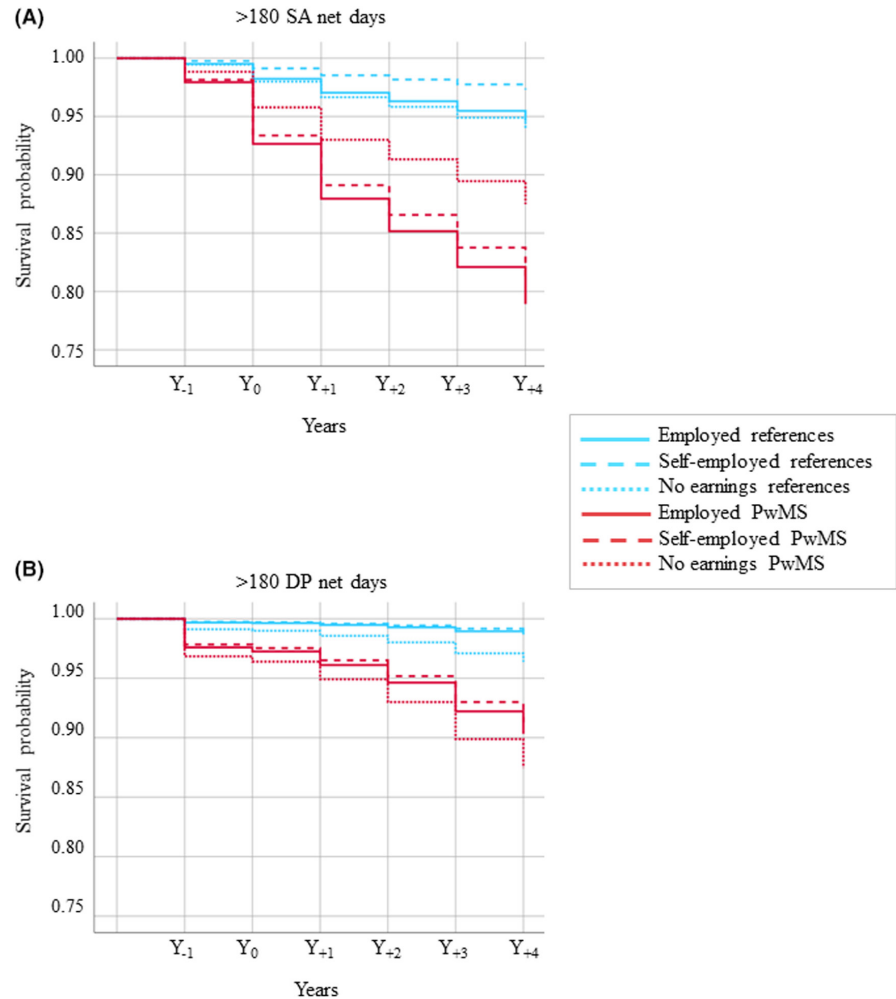 (A)
>180 SA net days
Survival probability
1.00
0.95
0.90
0.85
0.80
0.75
Y-1 Y0 Y+1 Y+2 Y+3 Y+4
Years
Employed references
Self-employed references
No earnings references
Employed PwMS
Self-employed PwMS
No earnings PwMS
(B)
>180 DP net days
Survival probability
1.00
0.95
0.90
0.85
0.80
0.75
Y-1 Y0 Y+1 Y+2 Y+3 Y+4
Years